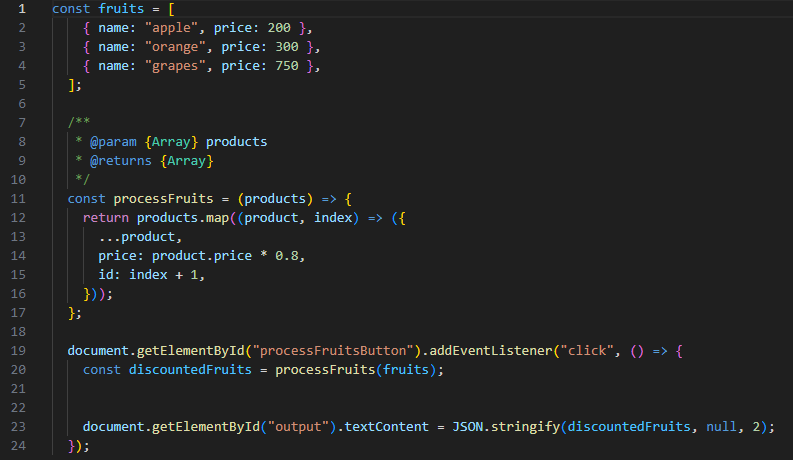 1 const fruits = [
2     { name: "apple", price: 200 },
3     { name: "orange", price: 300 },
4     { name: "grapes", price: 750 },
5   ];
6
7   /**
8    * @param {Array} products
9    * @returns {Array}
10    */
11   const processFruits = (products) => {
12     return products.map((product, index) => ({
13       ...product,
14       price: product.price * 0.8,
15       id: index + 1,
16     }));
17   };
18
19   document.getElementById("processFruitsButton").addEventListener("click", () => {
20     const discountedFruits = processFruits(fruits);
21
22
23     document.getElementById("output").textContent = JSON.stringify(discountedFruits, null, 2);
24   });